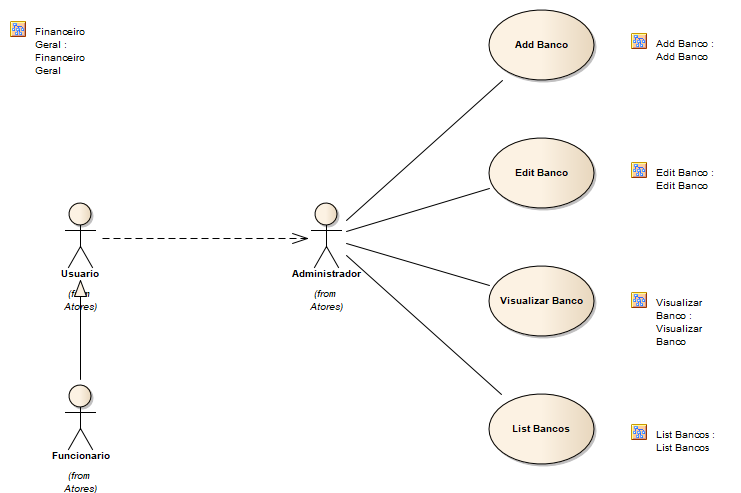 Financeiro
Geral :
Financeiro
Geral
Add Banco
Add Banco :
Add Banco
Edit Banco
Edit Banco :
Edit Banco
Usuario
(from
Atores)
Administrador
(from
Atores)
Visualizar Banco
Visualizar
Banco :
Visualizar
Banco
Funcionario
(from
Atores)
List Bancos
List Bancos :
List Bancos